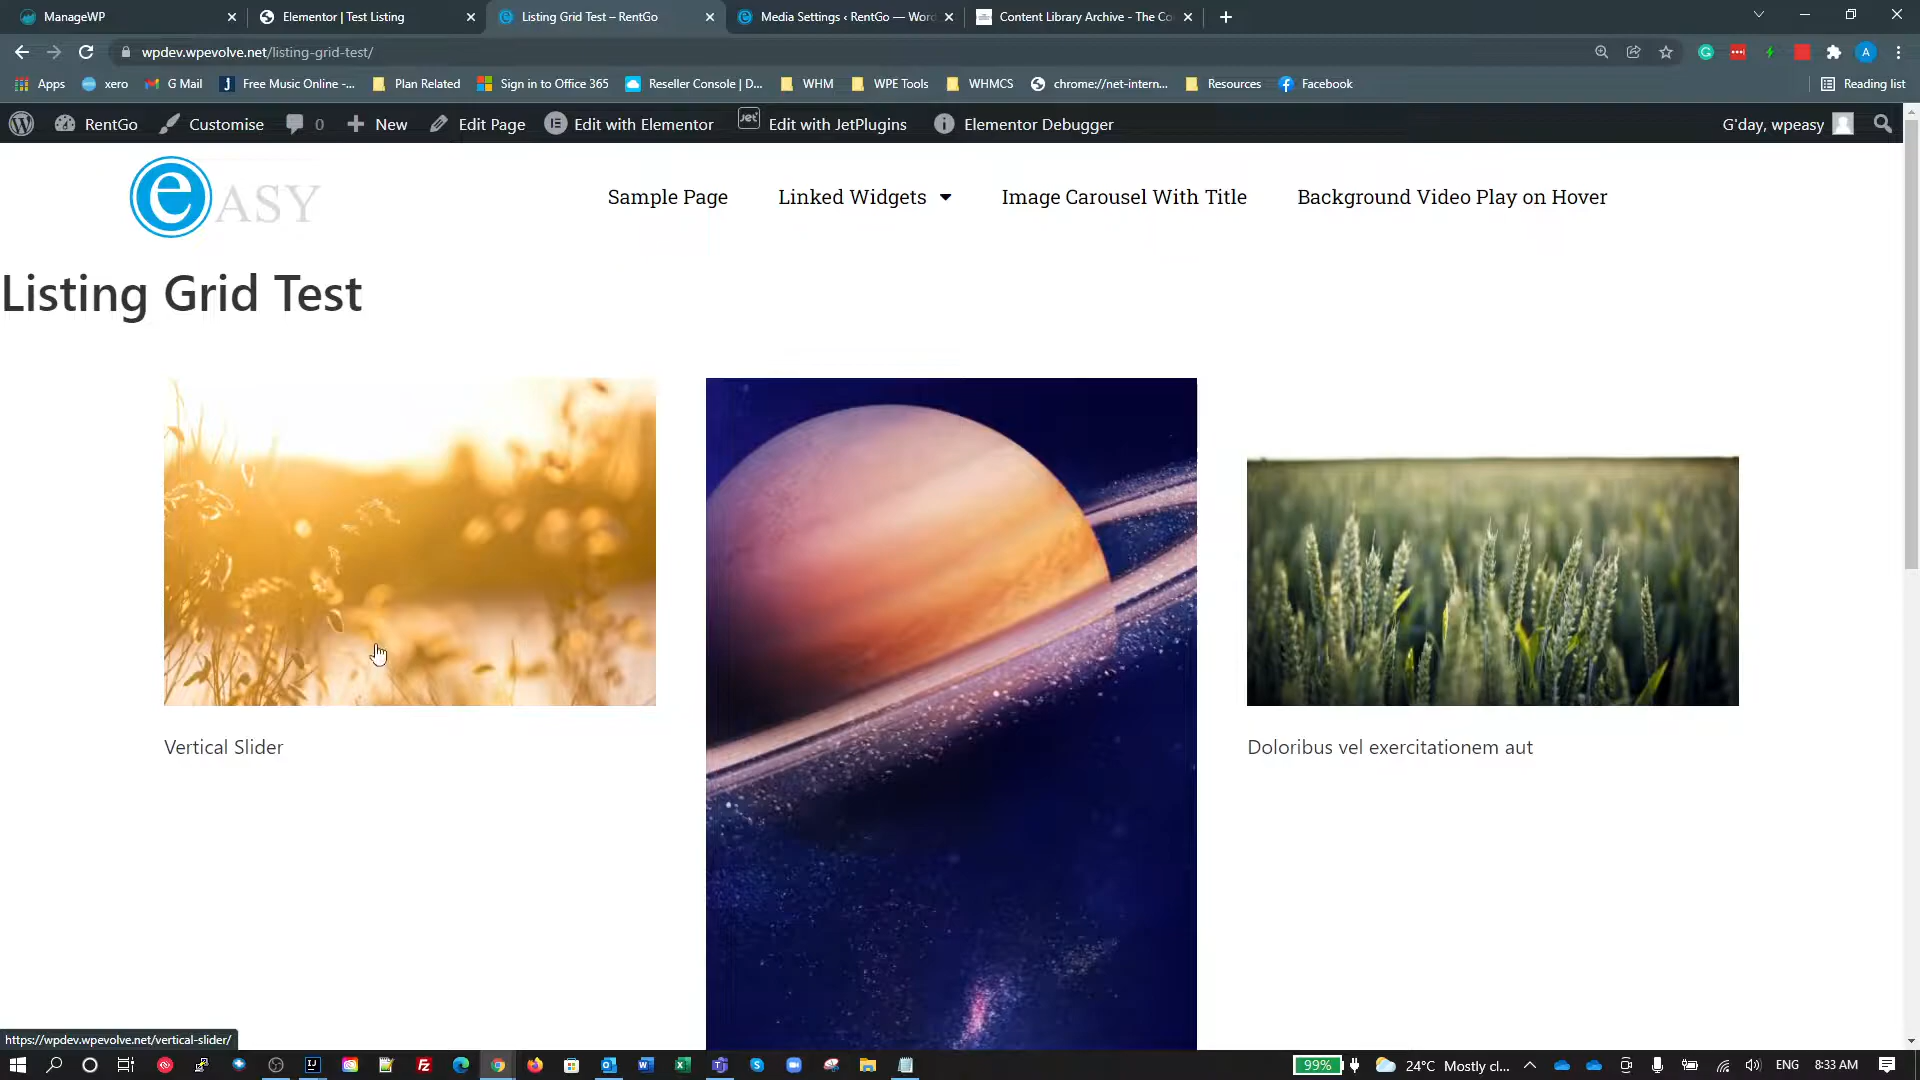 ManageWP
Elementor | Test Listing
Listing Grid Test – RentGo
Media Settings ‹ RentGo — Word
Content Library Archive - The Co
wpdev.wpevolve.net/listing-grid-test/
Apps
xero
G Mail
Free Music Online -...
Plan Related
Sign in to Office 365
Reseller Console | D...
WHM
WPE Tools
WHMCS
chrome://net-intern...
Resources
Facebook
Reading list
RentGo
Customise
0
New
Edit Page
Edit with Elementor
Jet
Edit with JetPlugins
Elementor Debugger
G'day, wpeasy
eASY
Sample Page
Linked Widgets
Image Carousel With Title
Background Video Play on Hover
Listing Grid Test
Vertical Slider
Doloribus vel exercitationem aut
https://wpdev.wpevolve.net/vertical-slider/
99%
24°C Mostly cl...
ENG
8:33 AM